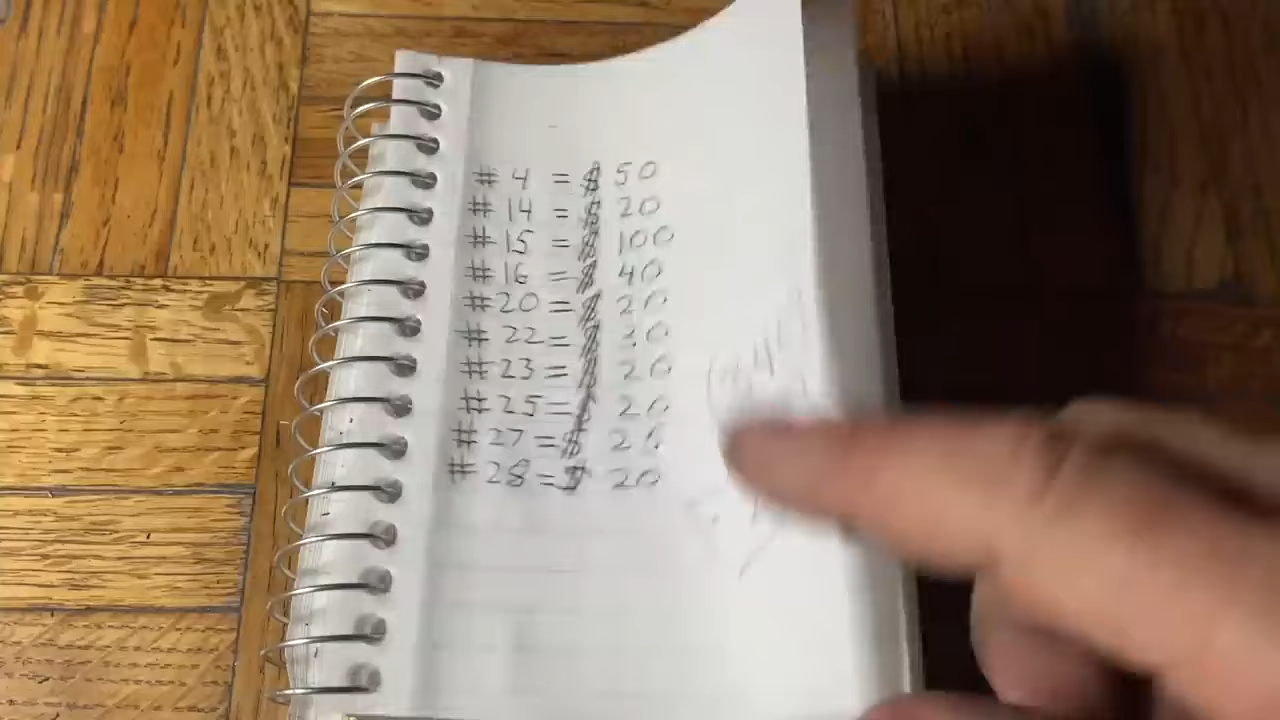 #4 = $ 50
#14 = $ 20
#15 = $ 100
#16 = $ 40
#20 = $ 20
#22 = $ 30
#23 = $ 20
#25 = $ 20
#27 = $ 20
#28 = $ 20